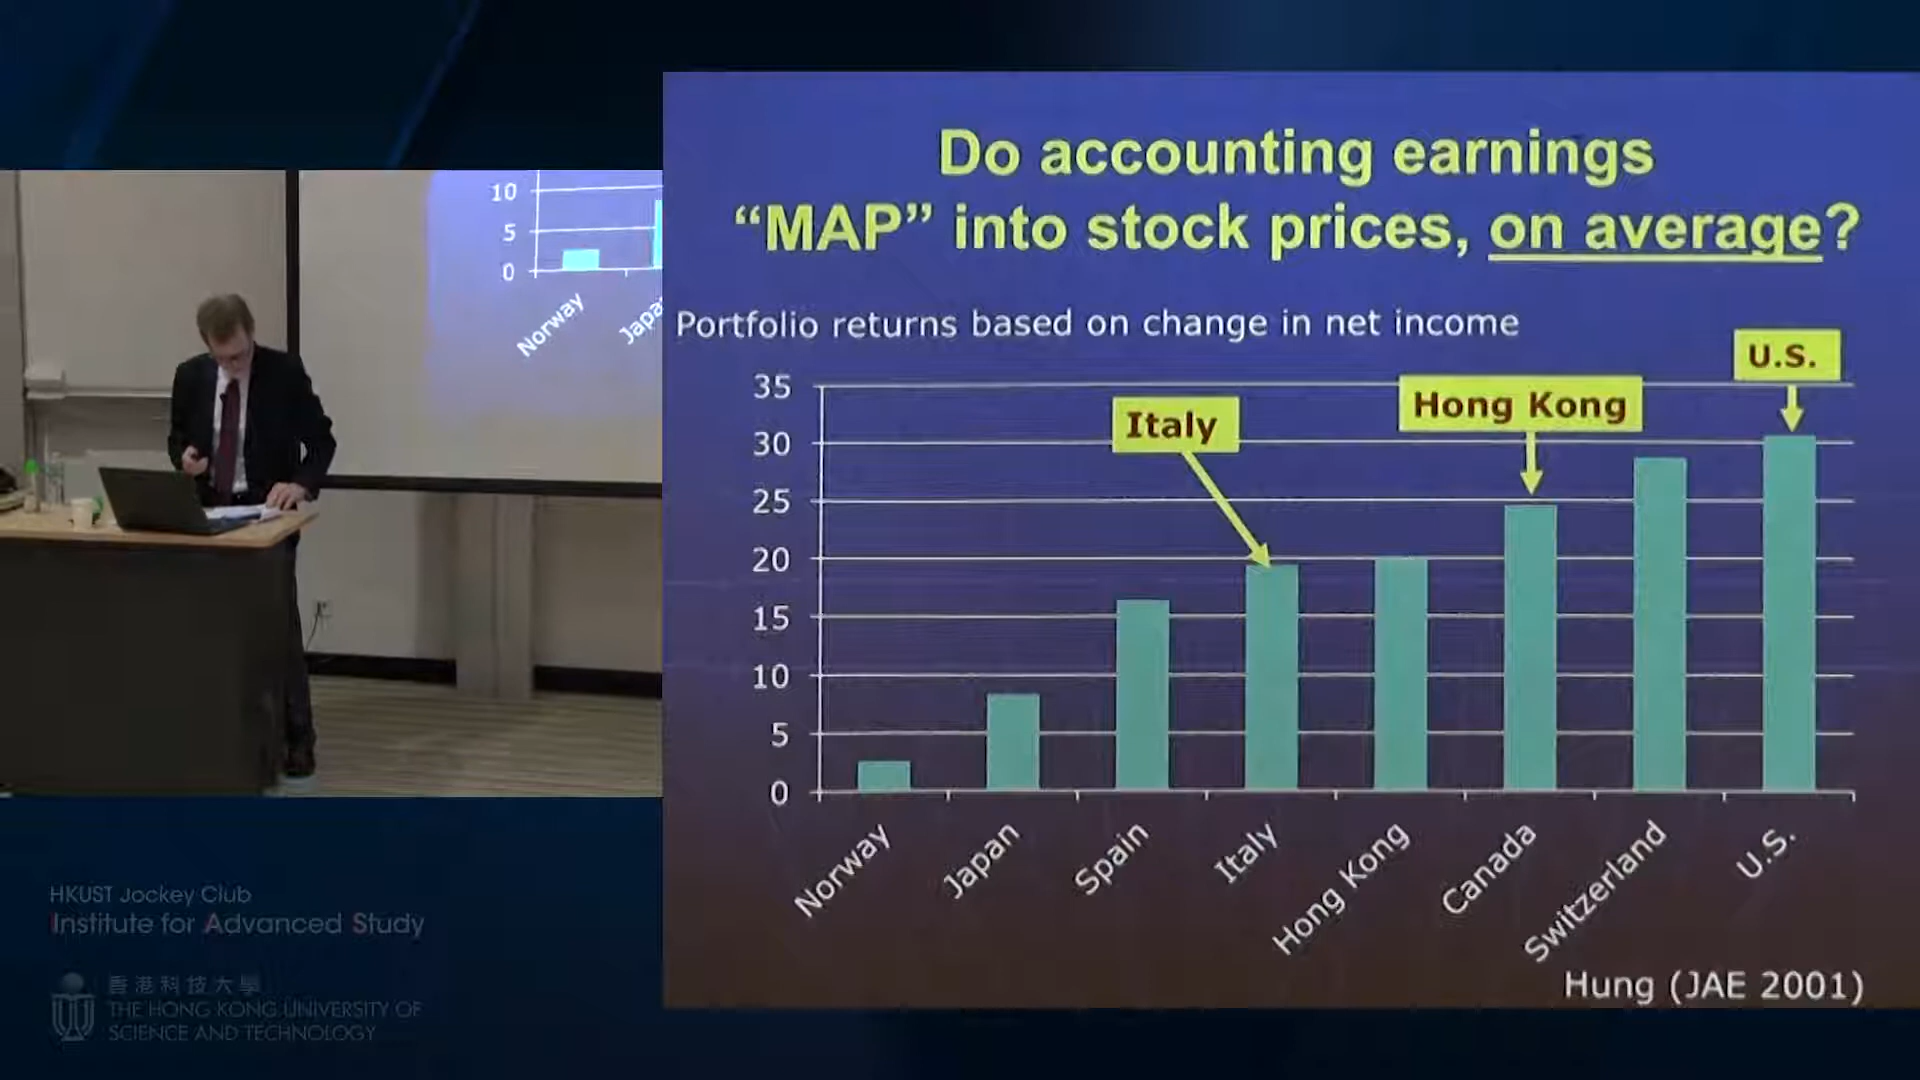 Do accounting earnings
“MAP” into stock prices, on average?
Portfolio returns based on change in net income
U.S.
Hong Kong
Italy
35
30
25
20
15
10
5
0
Norway
Japan
Spain
Italy
Hong Kong
Canada
Switzerland
U.S.
Hung (JAE 2001)
10
5
0
Norway
Japa
HKUST Jockey Club
Institute for Advanced Study
香港科技大學
THE HONG KONG UNIVERSITY OF
SCIENCE AND TECHNOLOGY